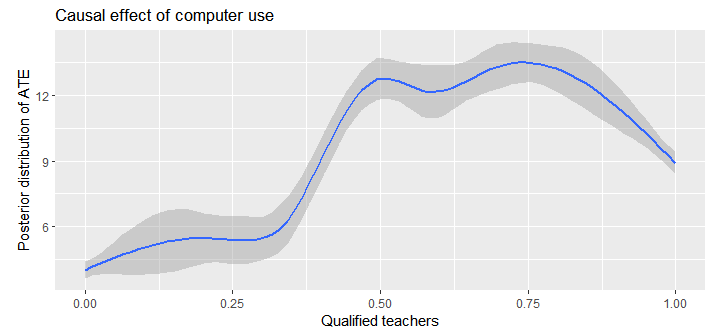 Causal effect of computer use
Posterior distribution of ATE
12
9
6
0.00 0.25 0.50 0.75 1.00
Qualified teachers